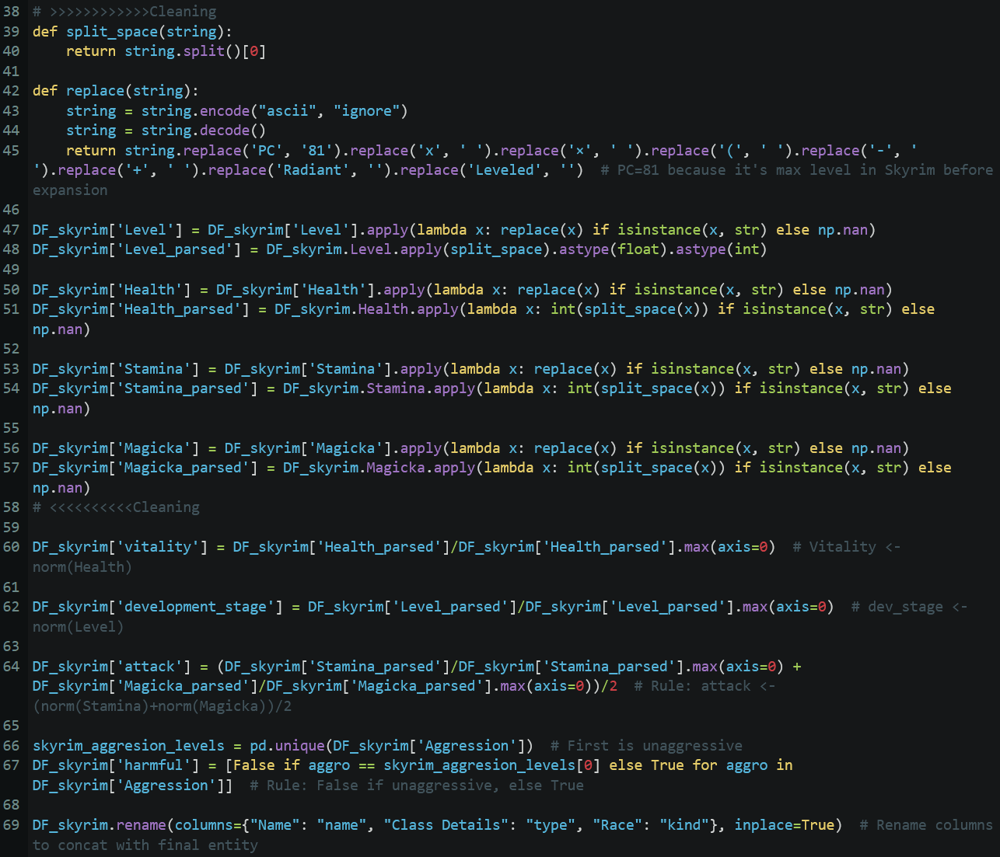 38 # >>>>>>>>>>>>Cleaning
39 def split_space(string):
40     return string.split()[0]
41
42 def replace(string):
43     string = string.encode("ascii", "ignore")
44     string = string.decode()
45     return string.replace('PC', '81').replace('x', ' ').replace('×', ' ').replace('(', ' ').replace('-', '
').replace('+', ' ').replace('Radiant', '').replace('Leveled', '')  # PC=81 because it's max level in Skyrim before
expansion
46
47 DF_skyrim['Level'] = DF_skyrim['Level'].apply(lambda x: replace(x) if isinstance(x, str) else np.nan)
48 DF_skyrim['Level_parsed'] = DF_skyrim.Level.apply(split_space).astype(float).astype(int)
49
50 DF_skyrim['Health'] = DF_skyrim['Health'].apply(lambda x: replace(x) if isinstance(x, str) else np.nan)
51 DF_skyrim['Health_parsed'] = DF_skyrim.Health.apply(lambda x: int(split_space(x)) if isinstance(x, str) else
np.nan)
52
53 DF_skyrim['Stamina'] = DF_skyrim['Stamina'].apply(lambda x: replace(x) if isinstance(x, str) else np.nan)
54 DF_skyrim['Stamina_parsed'] = DF_skyrim.Stamina.apply(lambda x: int(split_space(x)) if isinstance(x, str) else
np.nan)
55
56 DF_skyrim['Magicka'] = DF_skyrim['Magicka'].apply(lambda x: replace(x) if isinstance(x, str) else np.nan)
57 DF_skyrim['Magicka_parsed'] = DF_skyrim.Magicka.apply(lambda x: int(split_space(x)) if isinstance(x, str) else
np.nan)
58 # <<<<<<<<<<Cleaning
59
60 DF_skyrim['vitality'] = DF_skyrim['Health_parsed']/DF_skyrim['Health_parsed'].max(axis=0)  # Vitality <-
norm(Health)
61
62 DF_skyrim['development_stage'] = DF_skyrim['Level_parsed']/DF_skyrim['Level_parsed'].max(axis=0)  # dev_stage <-
norm(Level)
63
64 DF_skyrim['attack'] = (DF_skyrim['Stamina_parsed']/DF_skyrim['Stamina_parsed'].max(axis=0) +
DF_skyrim['Magicka_parsed']/DF_skyrim['Magicka_parsed'].max(axis=0))/2  # Rule: attack <-
(norm(Stamina)+norm(Magicka))/2
65
66 skyrim_aggresion_levels = pd.unique(DF_skyrim['Aggression'])  # First is unaggressive
67 DF_skyrim['harmful'] = [False if aggro == skyrim_aggresion_levels[0] else True for aggro in
DF_skyrim['Aggression']]  # Rule: False if unaggressive, else True
68
69 DF_skyrim.rename(columns={"Name": "name", "Class Details": "type", "Race": "kind"}, inplace=True)  # Rename columns
to concat with final entity